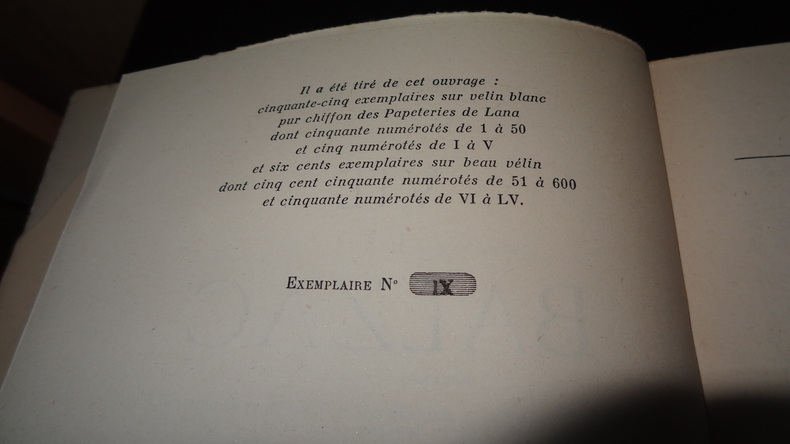 Il a été tiré de cet ouvrage :
cinquante-cinq exemplaires sur velin blanc
pur chiffon des Papeteries de Lana
dont cinquante numérotés de 1 à 50
et cinq numérotés de I à V
et six cents exemplaires sur beau vélin
dont cinq cent cinquante numérotés de 51 à 600
et cinquante numérotés de VI à LV.
EXEMPLAIRE N° IX